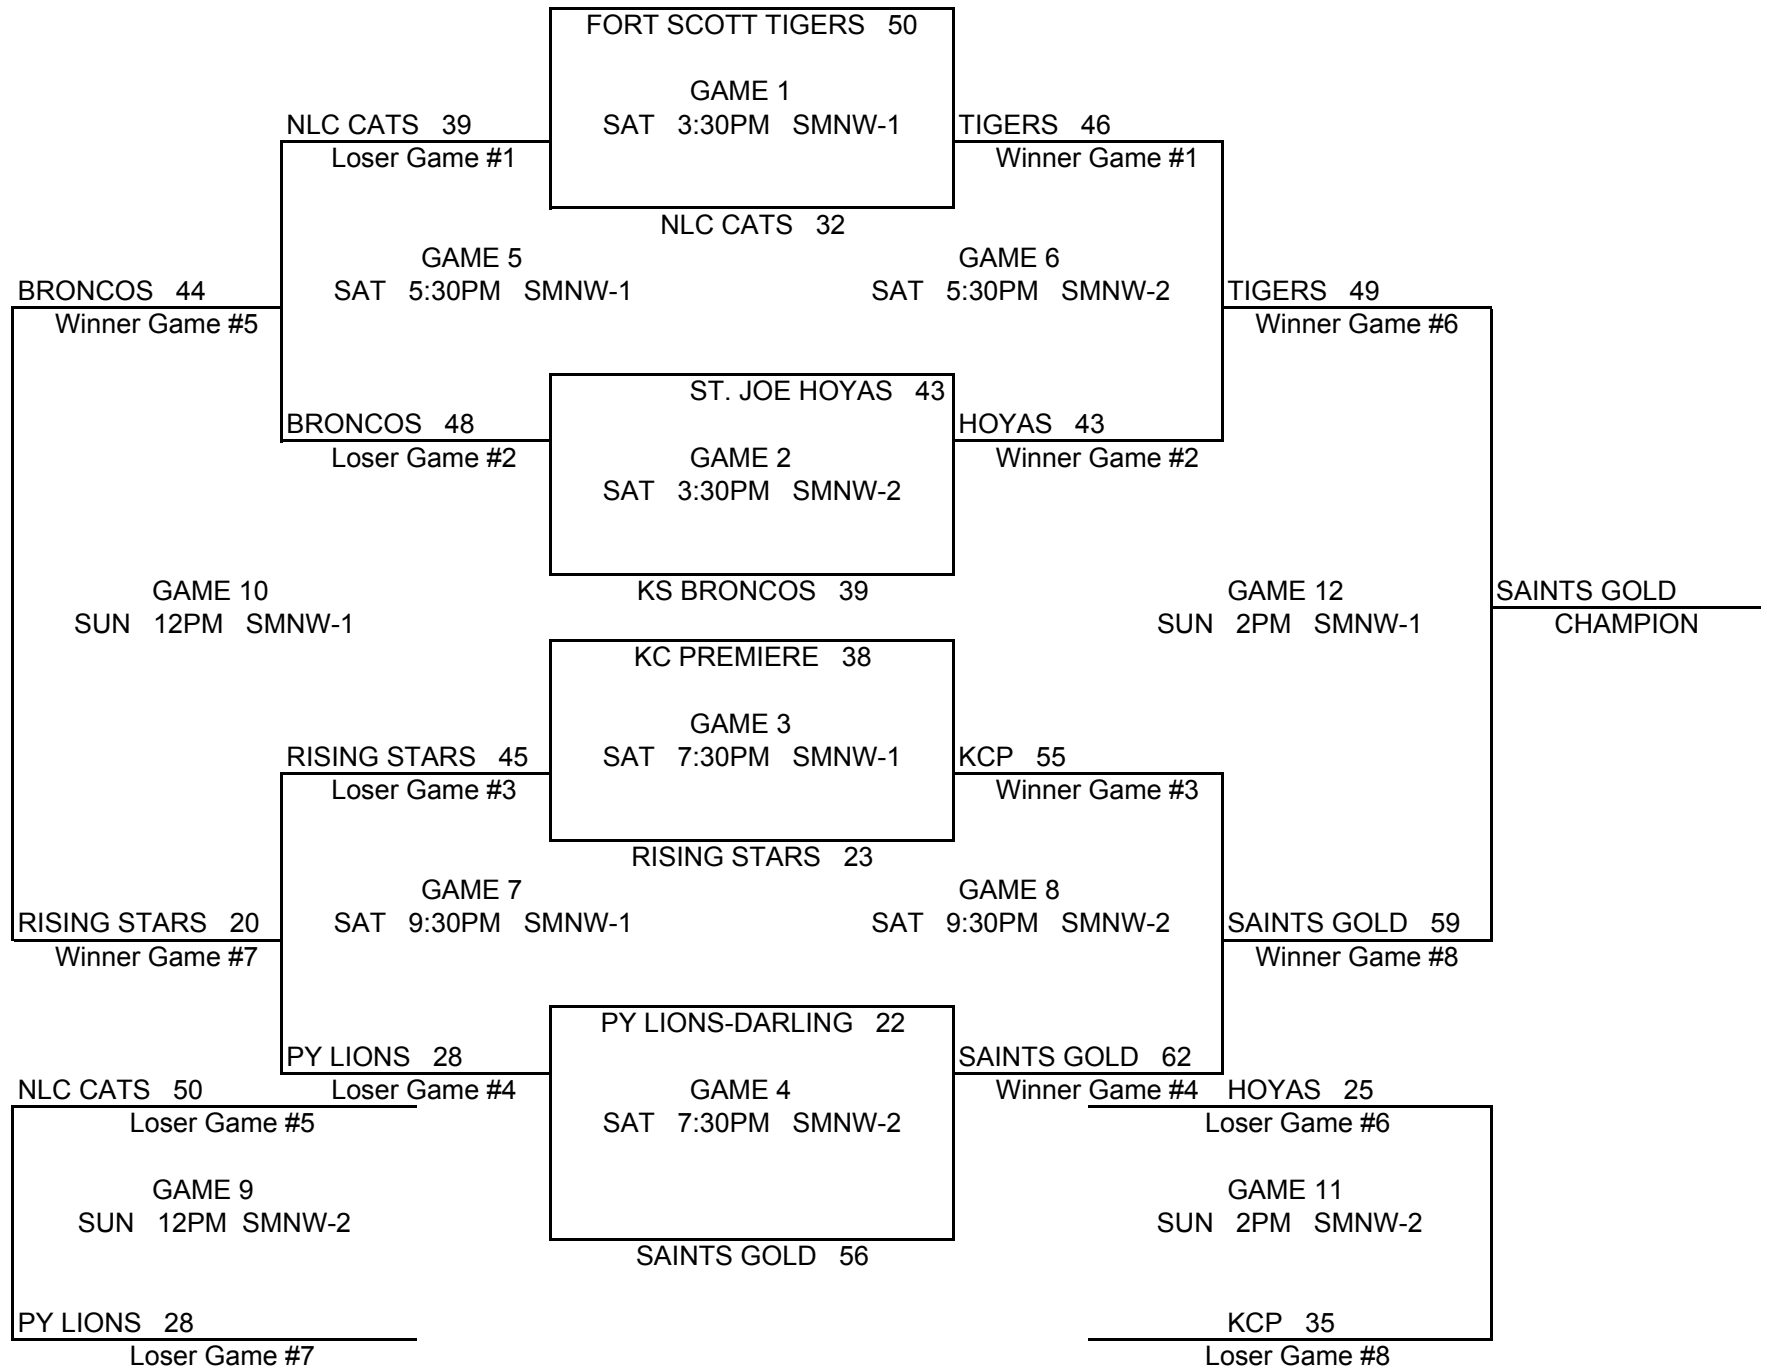 FORT SCOTT TIGERS 50
GAME 1
NLC CATS 39
SAT 3:30PM SMNW-1
TIGERS 46
Loser Game #1
Winner Game #1
NLC CATS 32
GAME 5
GAME 6
BRONCOS 44
SAT 5:30PM SMNW-1
SAT 5:30PM SMNW-2
TIGERS 49
Winner Game #5
Winner Game #6
ST. JOE HOYAS 43
BRONCOS 48
HOYAS 43
Loser Game #2
GAME 2
Winner Game #2
SAT 3:30PM SMNW-2
GAME 10
KS BRONCOS 39
GAME 12
SAINTS GOLD
SUN 12PM SMNW-1
SUN 2PM SMNW-1
CHAMPION
KC PREMIERE 38
GAME 3
RISING STARS 45
SAT 7:30PM SMNW-1
KCP 55
Loser Game #3
Winner Game #3
RISING STARS 23
GAME 7
GAME 8
RISING STARS 20
SAT 9:30PM SMNW-1
SAT 9:30PM SMNW-2
SAINTS GOLD 59
Winner Game #7
Winner Game #8
PY LIONS-DARLING 22
PY LIONS 28
SAINTS GOLD 62
NLC CATS 50
Loser Game #4
GAME 4
Winner Game #4
HOYAS 25
Loser Game #5
SAT 7:30PM SMNW-2
Loser Game #6
GAME 9
GAME 11
SUN 12PM SMNW-2
SUN 2PM SMNW-2
SAINTS GOLD 56
PY LIONS 28
KCP 35
Loser Game #7
Loser Game #8